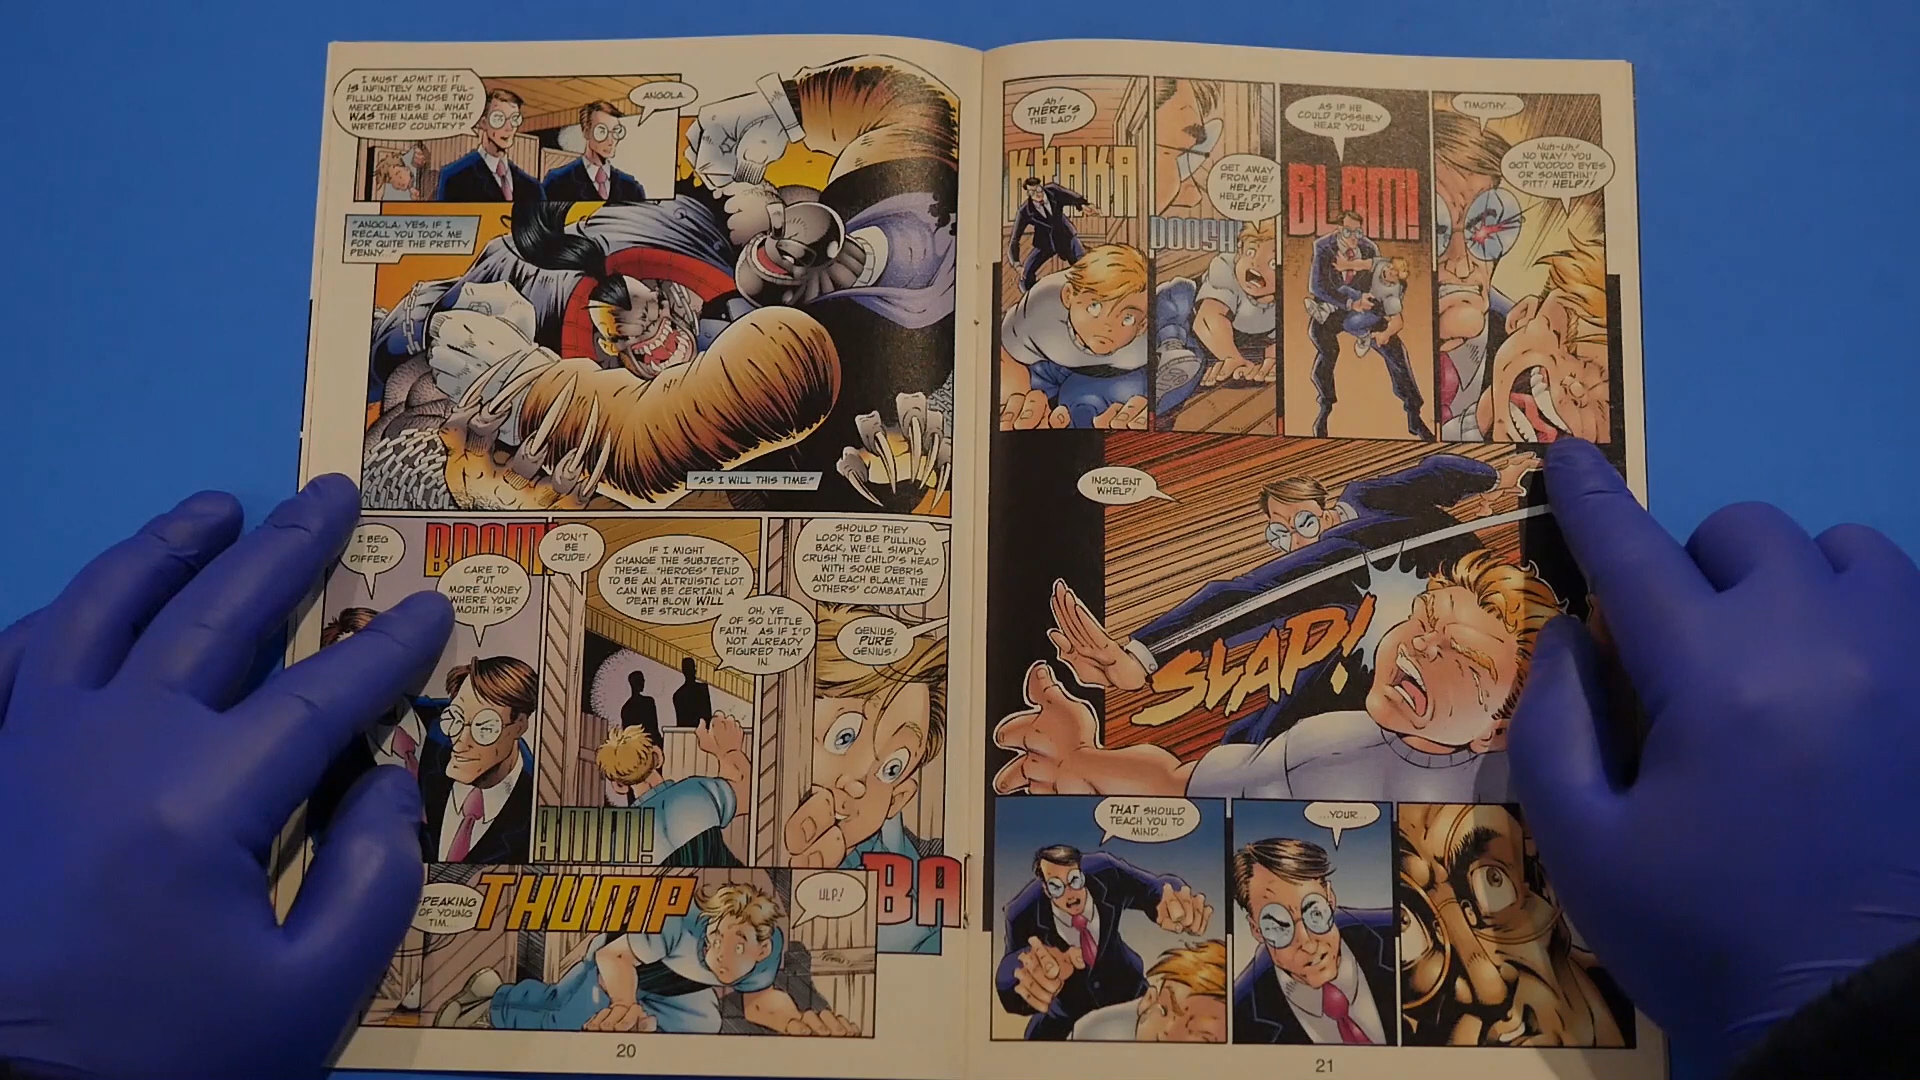 I MUST ADMIT IT, IT
IS INFINITELY MORE FUL-
FILLING THAN THOSE TWO
MERCENARIES IN...WHAT
WAS THE NAME OF THAT
WRETCHED COUNTRY?
ANGOLA.
"ANGOLA, YES, IF I
RECALL YOU TOOK ME
FOR QUITE THE PRETTY
PENNY..."
"AS I WILL THIS TIME."
I BEG
TO
DIFFER!
BOOM!
CARE TO
PUT
MORE MONEY
WHERE YOUR
MOUTH IS?
DON'T
BE
CRUDE!
IF I MIGHT
CHANGE THE SUBJECT?
THESE..."HEROES" TEND
TO BE AN ALTRUISTIC LOT
CAN WE BE CERTAIN A
DEATH BLOW WILL
BE STRUCK?
OH, YE
OF SO LITTLE
FAITH. AS IF I'D
NOT ALREADY
FIGURED THAT
IN.
SHOULD THEY
LOOK TO BE PULLING
BACK, WE'LL SIMPLY
CRUSH THE CHILD'S HEAD
WITH SOME DEBRIS
AND EACH BLAME THE
OTHERS' COMBATANT.
GENIUS,
PURE
GENIUS!
SPEAKING
OF YOUNG
TIM...
THUMP
ULP!
BA
20
AH!
THERE'S
THE LAD!
KRAKA
DOOSH
GET AWAY
FROM ME!
HELP!!
HELP, PITT,
HELP!
AS IF HE
COULD POSSIBLY
HEAR YOU.
BLAM!
TIMOTHY...
NUH-UH!
NO WAY! YOU
GOT VOODOO EYES
OR SOMETHIN'!
PITT! HELP!!
INSOLENT
WHELP!
SLAP!
THAT SHOULD
TEACH YOU TO
MIND...
...YOUR...
21